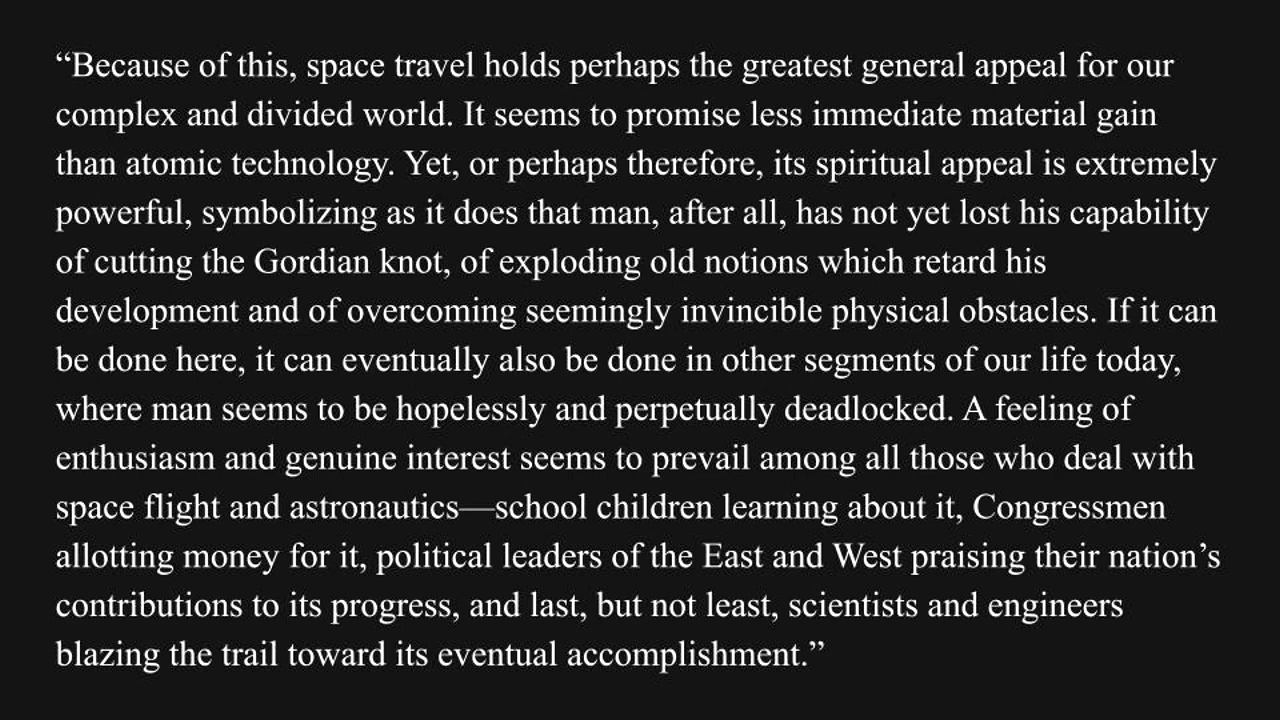 “Because of this, space travel holds perhaps the greatest general appeal for our
complex and divided world. It seems to promise less immediate material gain
than atomic technology. Yet, or perhaps therefore, its spiritual appeal is extremely
powerful, symbolizing as it does that man, after all, has not yet lost his capability
of cutting the Gordian knot, of exploding old notions which retard his
development and of overcoming seemingly invincible physical obstacles. If it can
be done here, it can eventually also be done in other segments of our life today,
where man seems to be hopelessly and perpetually deadlocked. A feeling of
enthusiasm and genuine interest seems to prevail among all those who deal with
space flight and astronautics—school children learning about it, Congressmen
allotting money for it, political leaders of the East and West praising their nation’s
contributions to its progress, and last, but not least, scientists and engineers
blazing the trail toward its eventual accomplishment.”